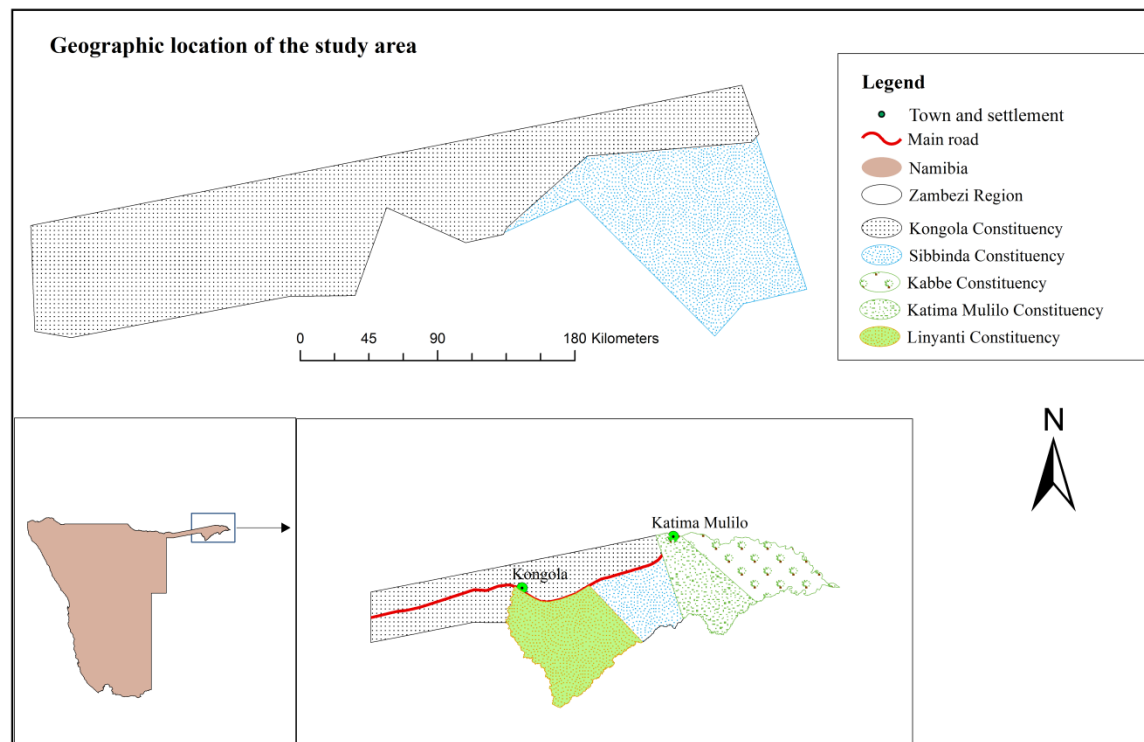 Geographic location of the study area
Legend
Town and settlement
Main road
Namibia
Zambezi Region
Kongola Constituency
Sibbinda Constituency
Kabbe Constituency
Katima Mulilo Constituency
Linyanti Constituency
0 45 90 180 Kilometers
N
Katima Mulilo
Kongola